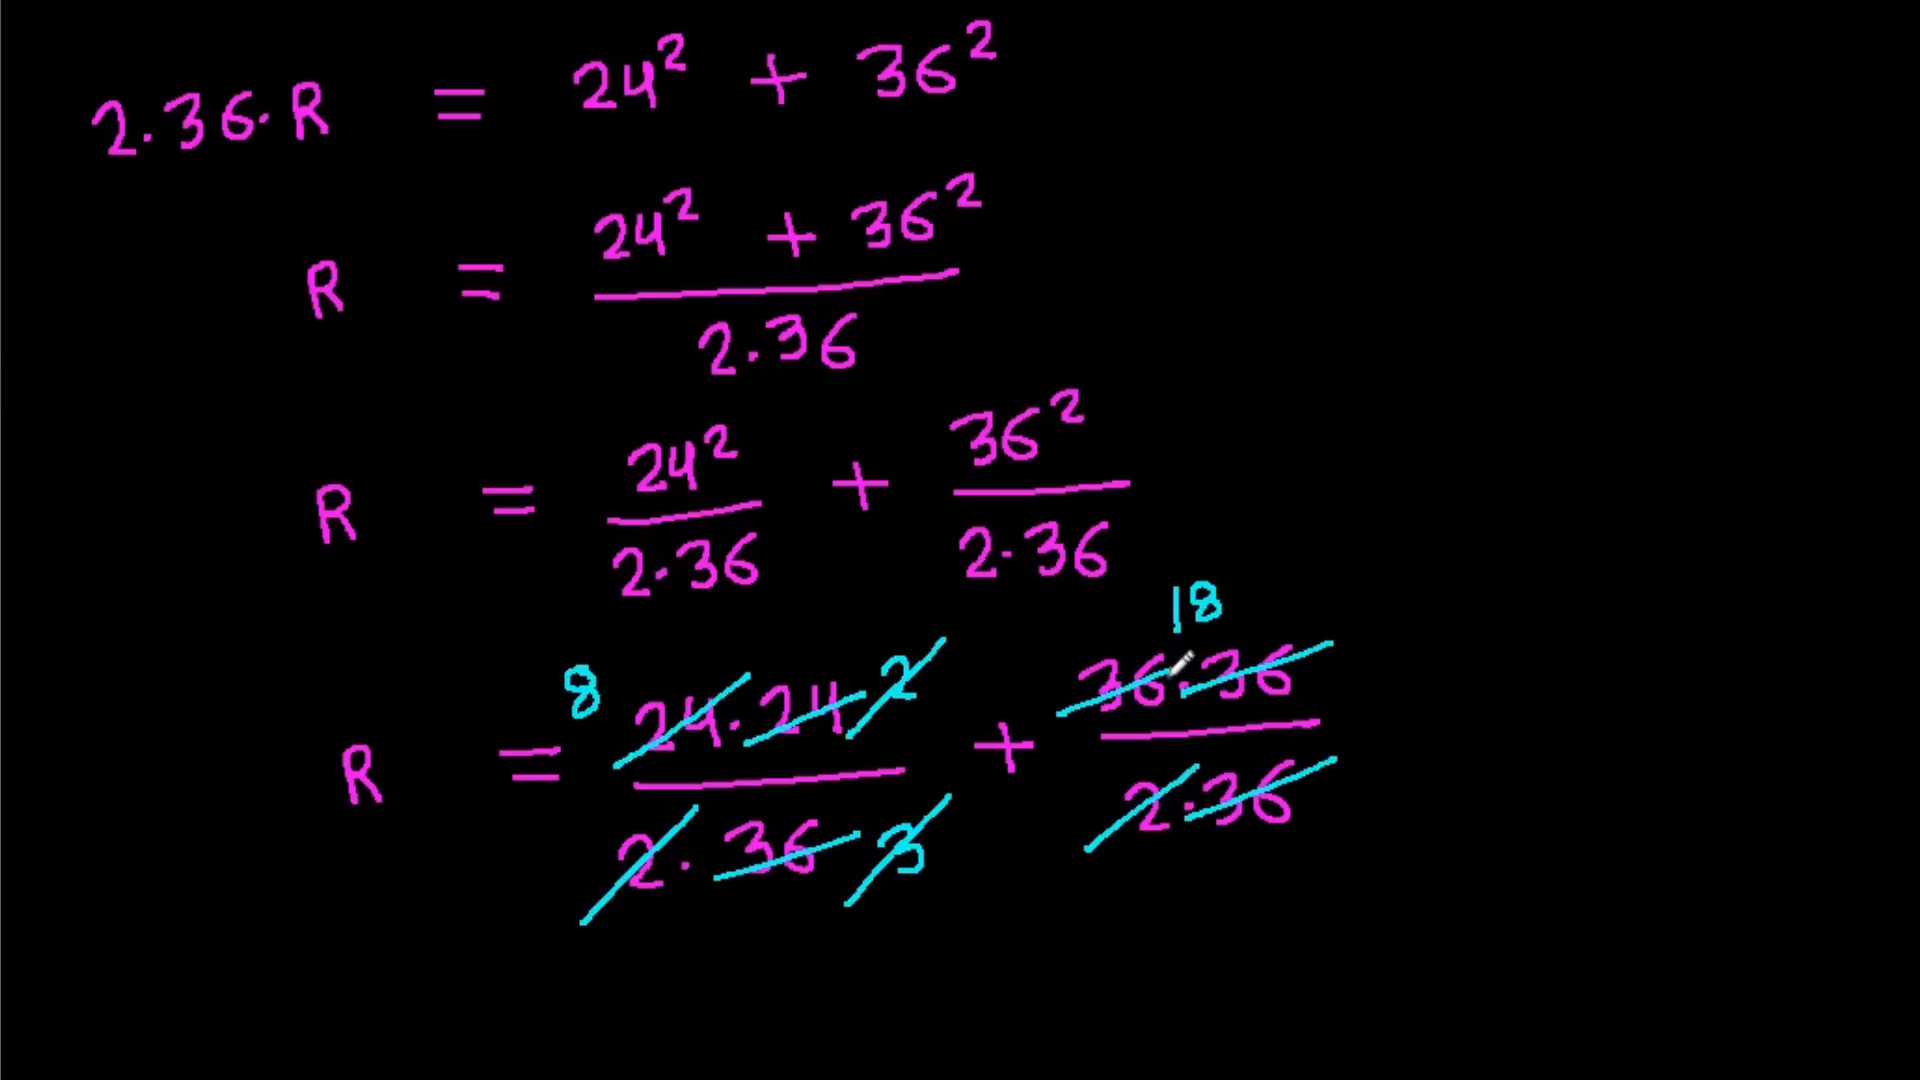 2.36.R = 24² + 36²
R = 24² + 36²
2.36
R = 24² + 36²
2.36 2.36
18
8 24.24 2 36.36
R = +
2.36 3 2.36